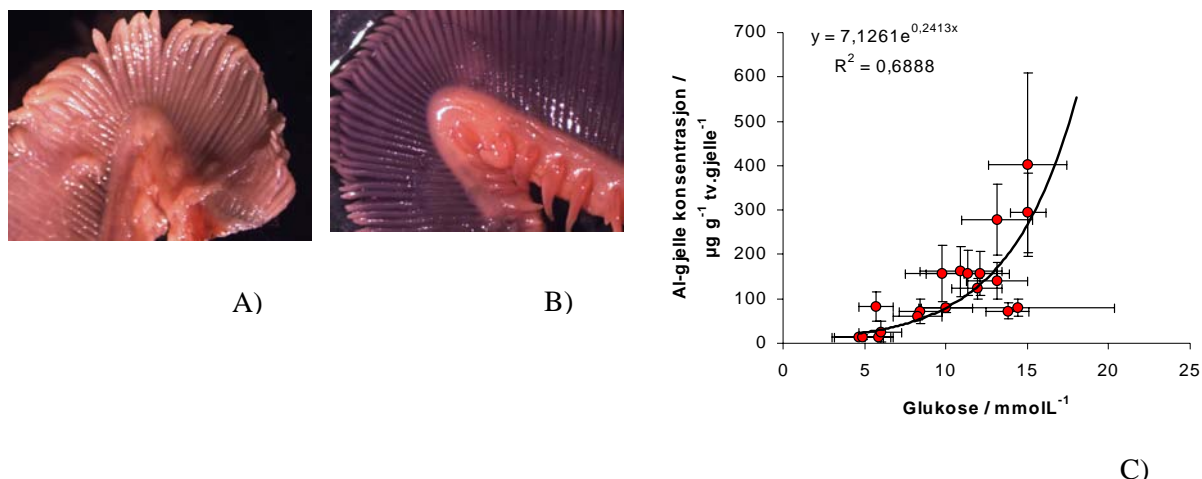 A)
B)
y = 7,1261e^0,2413x
R² = 0,6888
Al-gjelle konsentrasjon /
µg g⁻¹ tv.gjelle⁻¹
700
600
500
400
300
200
100
0
0 5 10 15 20 25
Glukose / mmolL⁻¹
C)